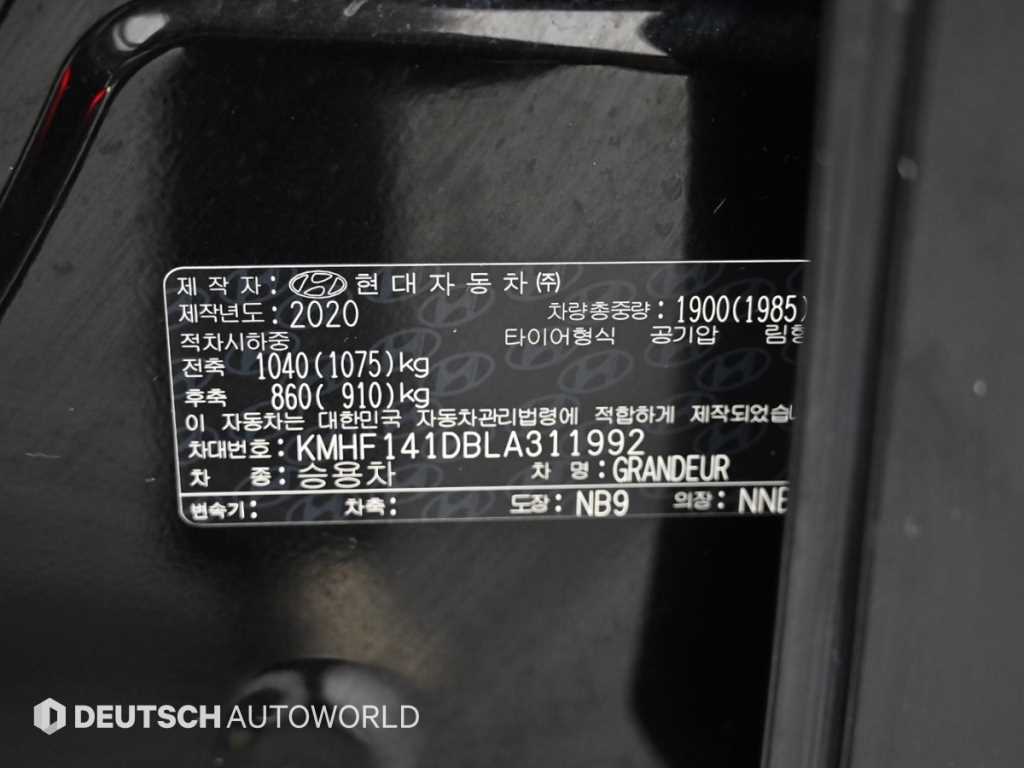 제작자: 현대자동차㈜
제작년도: 2020 차량총중량: 1900(1985)
적차시하중 타이어형식 공기압 림형
전축 1040(1075)kg
후축 860( 910)kg
이 자동차는 대한민국 자동차관리법령에 적합하게 제작되었습니
차대번호: KMHF141DBLA311992
차 종: 승용차 차 명: GRANDEUR
변속기: 차축: 도장: NB9 의장: NNB
DEUTSCH AUTOWORLD